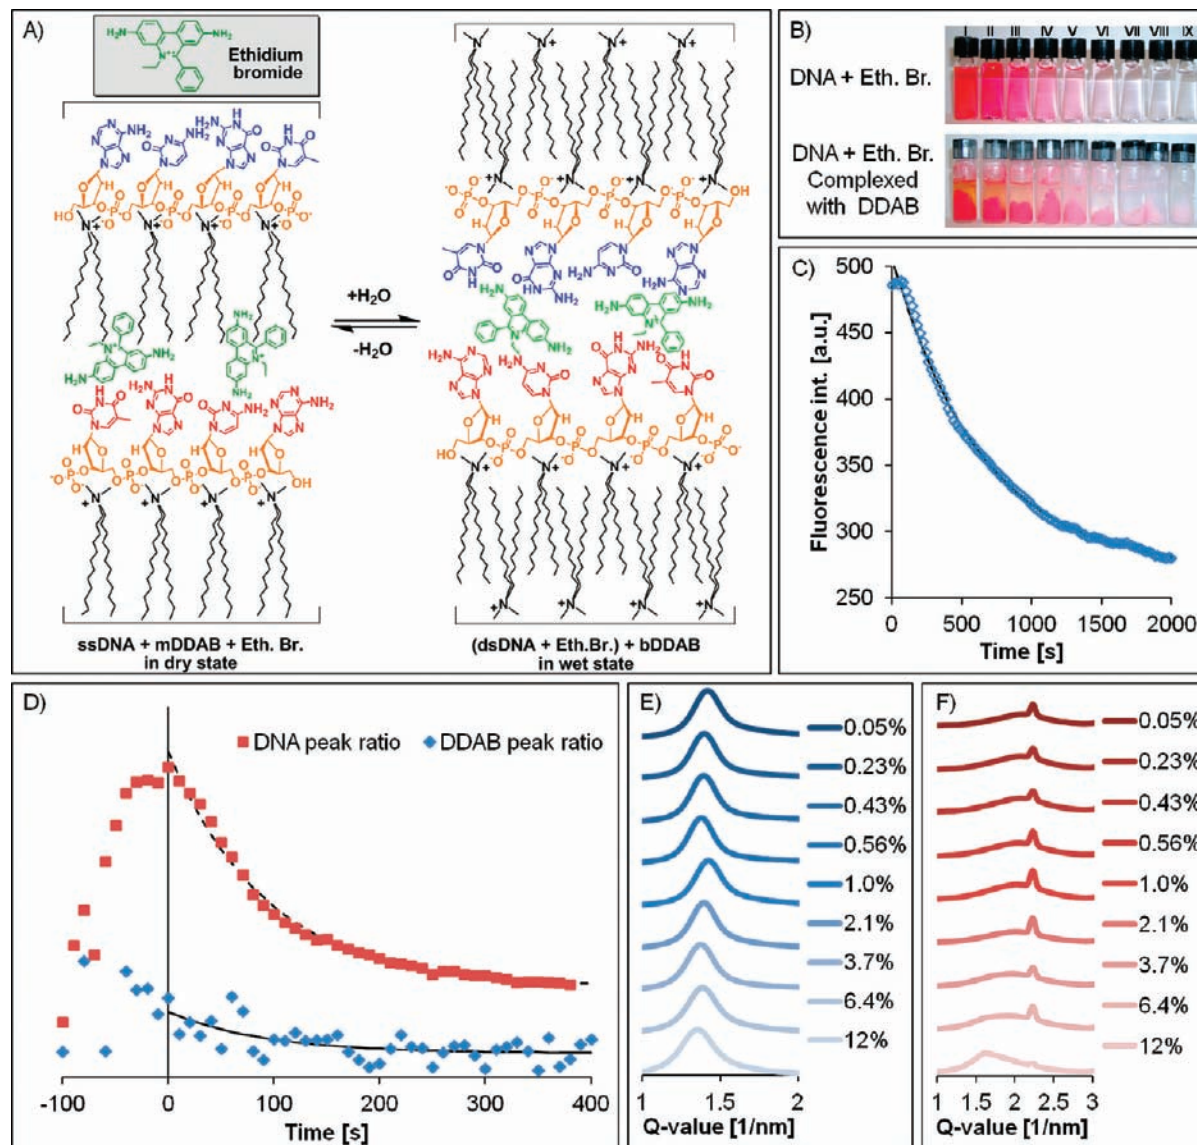 A)
Ethidium
bromide
+H₂O
-H₂O
ssDNA + mDDAB + Eth. Br.
in dry state
(dsDNA + Eth.Br.) + bDDAB
in wet state
B)
I II III IV V VI VII VIII IX
DNA + Eth. Br.
DNA + Eth. Br.
Complexed
with DDAB
C)
Fluorescence int. [a.u.]
500
450
400
350
300
250
0 500 1000 1500 2000
Time [s]
D)
DNA peak ratio
DDAB peak ratio
-100 0 100 200 300 400
Time [s]
E)
0.05%
0.23%
0.43%
0.56%
1.0%
2.1%
3.7%
6.4%
12%
1 1.5 2
Q-value [1/nm]
F)
0.05%
0.23%
0.43%
0.56%
1.0%
2.1%
3.7%
6.4%
12%
1 1.5 2 2.5 3
Q-value [1/nm]